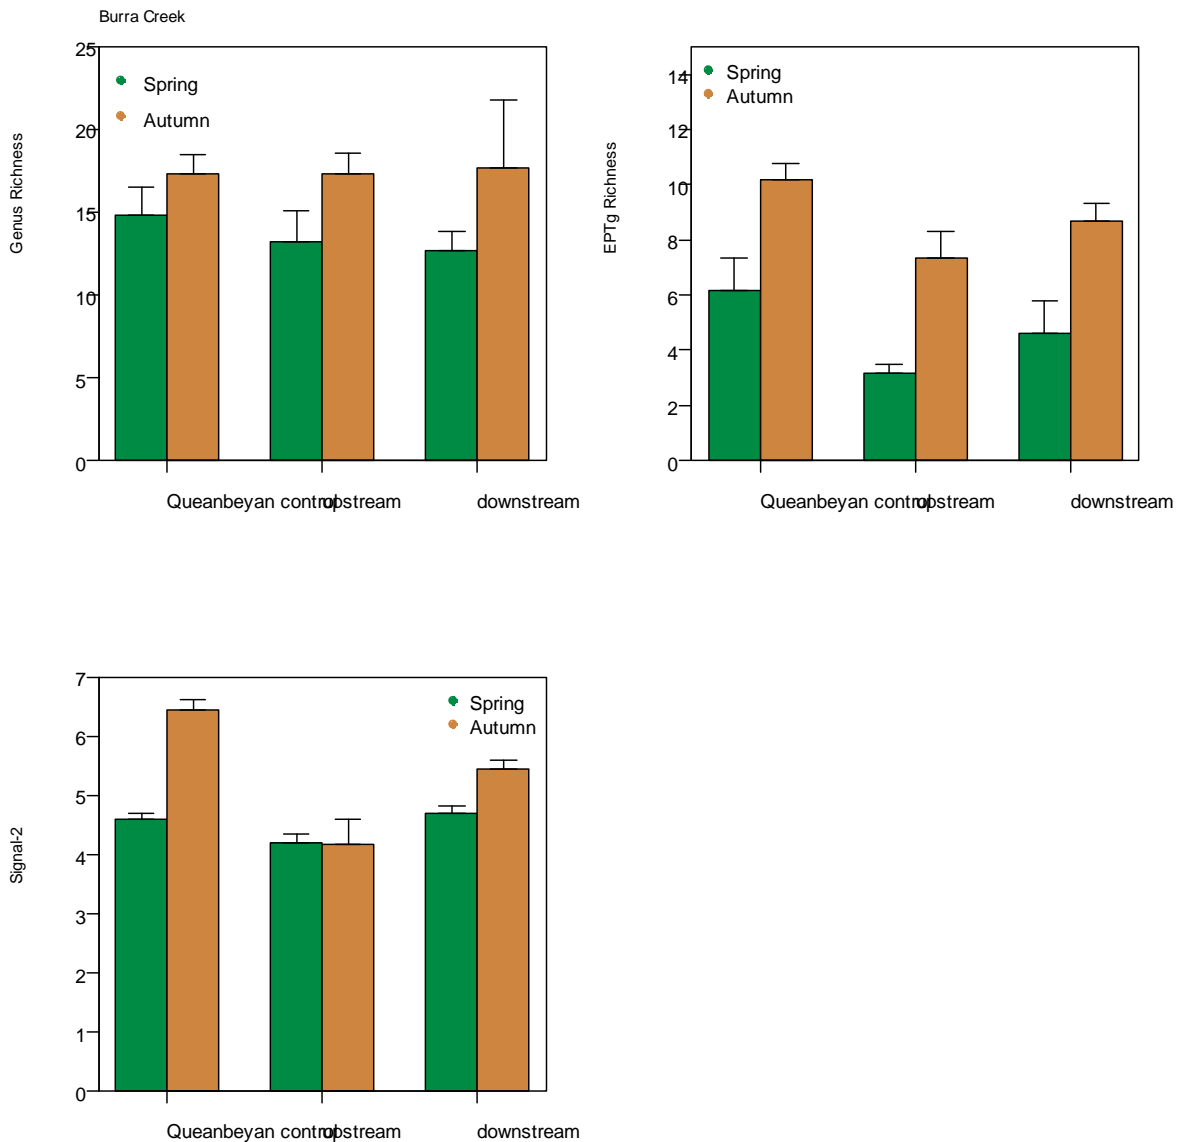 Burra Creek
Genus Richness
25
20
15
10
5
0
Spring
Autumn
Queanbeyan control
upstream
downstream
EPTg Richness
14
12
10
8
6
4
2
0
Spring
Autumn
Queanbeyan control
upstream
downstream
Signal-2
7
6
5
4
3
2
1
0
Spring
Autumn
Queanbeyan control
upstream
downstream